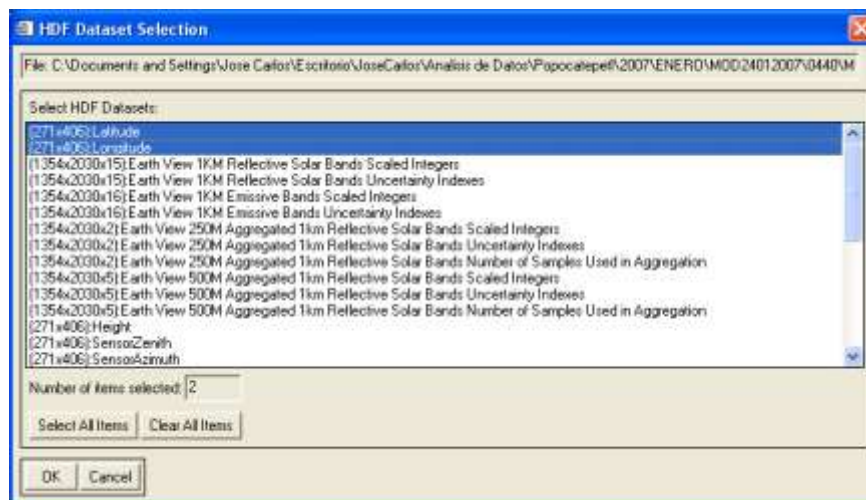 HDF Dataset Selection
File: C:\Documents and Settings\Jose Carlos\Escritorio\JoseCarlos\Analisis de Datos\Popocatepetl\2007\ENERO\MOD24012007\0440\M
Select HDF Datasets:
(271x406):Latitude
(271x406):Longitude
(1354x2030x15):Earth View 1KM Reflective Solar Bands Scaled Integers
(1354x2030x15):Earth View 1KM Reflective Solar Bands Uncertainty Indexes
(1354x2030x16):Earth View 1KM Emissive Bands Scaled Integers
(1354x2030x16):Earth View 1KM Emissive Bands Uncertainty Indexes
(1354x2030x2):Earth View 250M Aggregated 1km Reflective Solar Bands Scaled Integers
(1354x2030x2):Earth View 250M Aggregated 1km Reflective Solar Bands Uncertainty Indexes
(1354x2030x2):Earth View 250M Aggregated 1km Reflective Solar Bands Number of Samples Used in Aggregation
(1354x2030x5):Earth View 500M Aggregated 1km Reflective Solar Bands Scaled Integers
(1354x2030x5):Earth View 500M Aggregated 1km Reflective Solar Bands Uncertainty Indexes
(1354x2030x5):Earth View 500M Aggregated 1km Reflective Solar Bands Number of Samples Used in Aggregation
(271x406):Height
(271x406):SensorZenith
(271x406):SensorAzimuth
Number of items selected: 2
Select All Items Clear All Items
OK Cancel